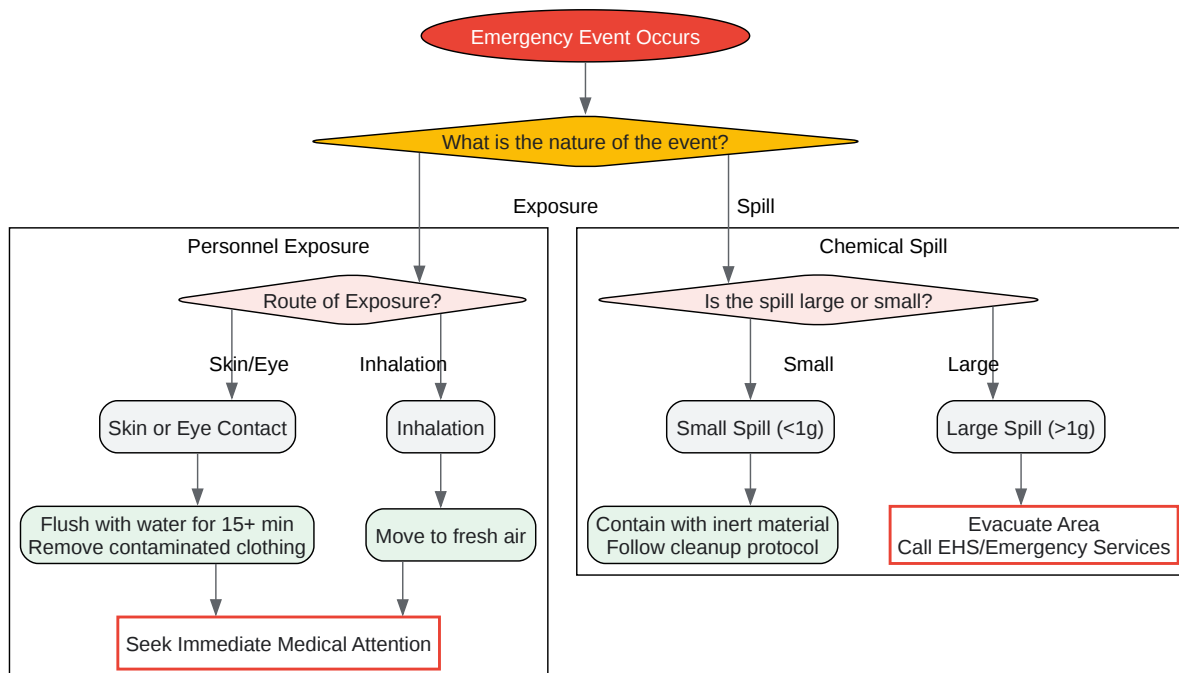 Emergency Event Occurs
What is the nature of the event?
Exposure
Spill
Personnel Exposure
Chemical Spill
Route of Exposure?
Is the spill large or small?
Skin/Eye
Inhalation
Small
Large
Skin or Eye Contact
Inhalation
Small Spill (<1g)
Large Spill (>1g)
Flush with water for 15+ min
Remove contaminated clothing
Move to fresh air
Contain with inert material
Follow cleanup protocol
Evacuate Area
Call EHS/Emergency Services
Seek Immediate Medical Attention